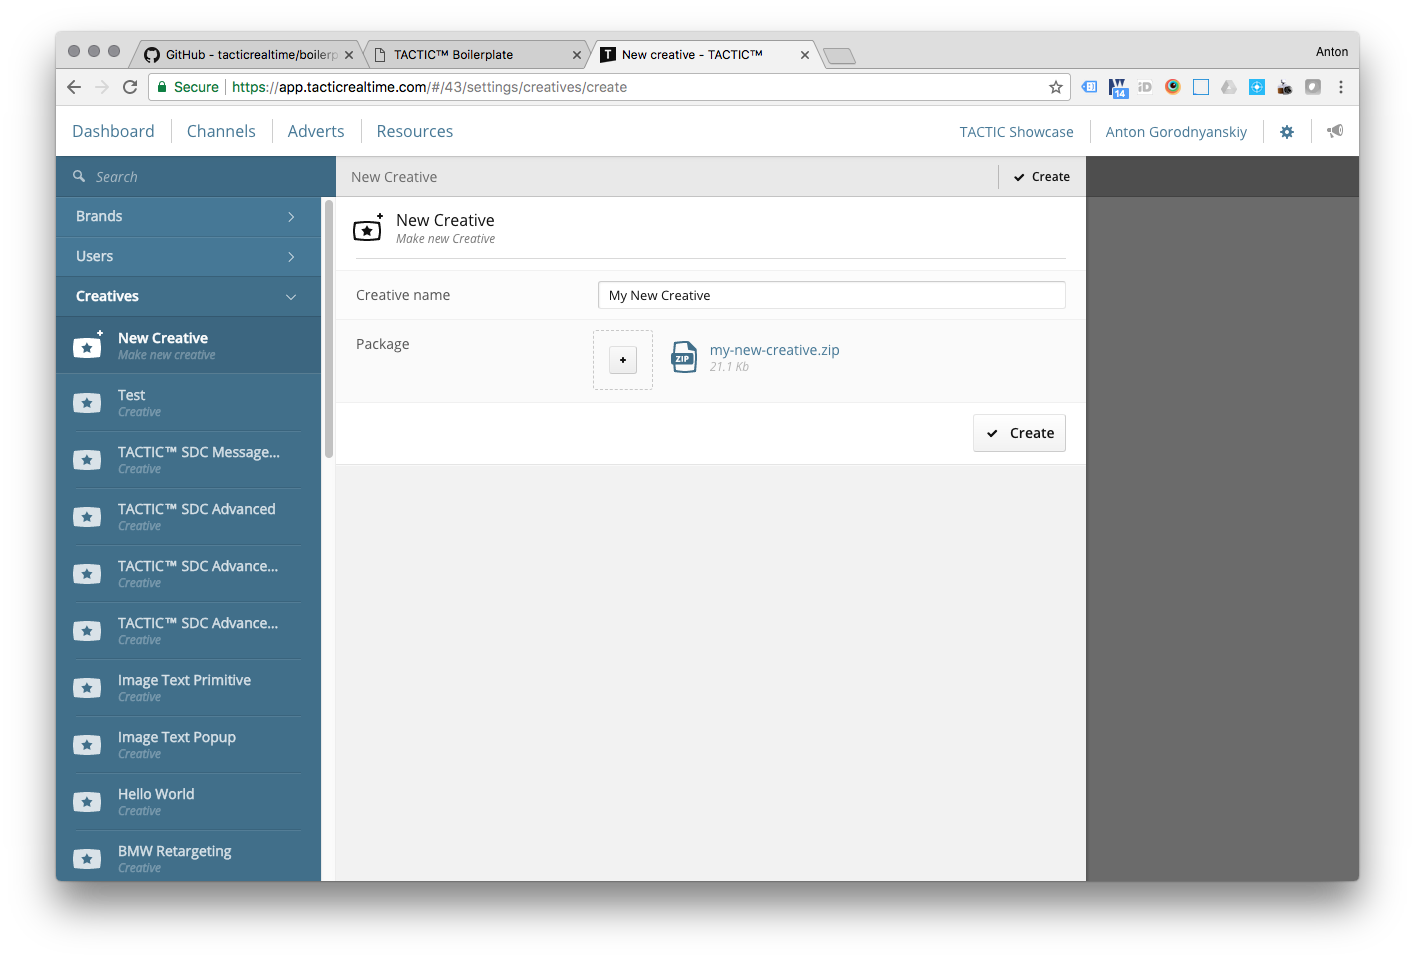 GitHub - tacticrealtime/boilerp
TACTIC™ Boilerplate
New creative - TACTIC™
Anton
Secure
https://app.tacticrealtime.com/#/43/settings/creatives/create
14
iD
Dashboard
Channels
Adverts
Resources
TACTIC Showcase
Anton Gorodnyanskiy
Search
New Creative
Create
Brands
Users
Creatives
New Creative
Make new creative
Test
Creative
TACTIC™ SDC Message...
Creative
TACTIC™ SDC Advanced
Creative
TACTIC™ SDC Advance...
Creative
TACTIC™ SDC Advance...
Creative
Image Text Primitive
Creative
Image Text Popup
Creative
Hello World
Creative
BMW Retargeting
Creative
New Creative
Make new Creative
Creative name
My New Creative
Package
ZIP
my-new-creative.zip
21.1 Kb
Create